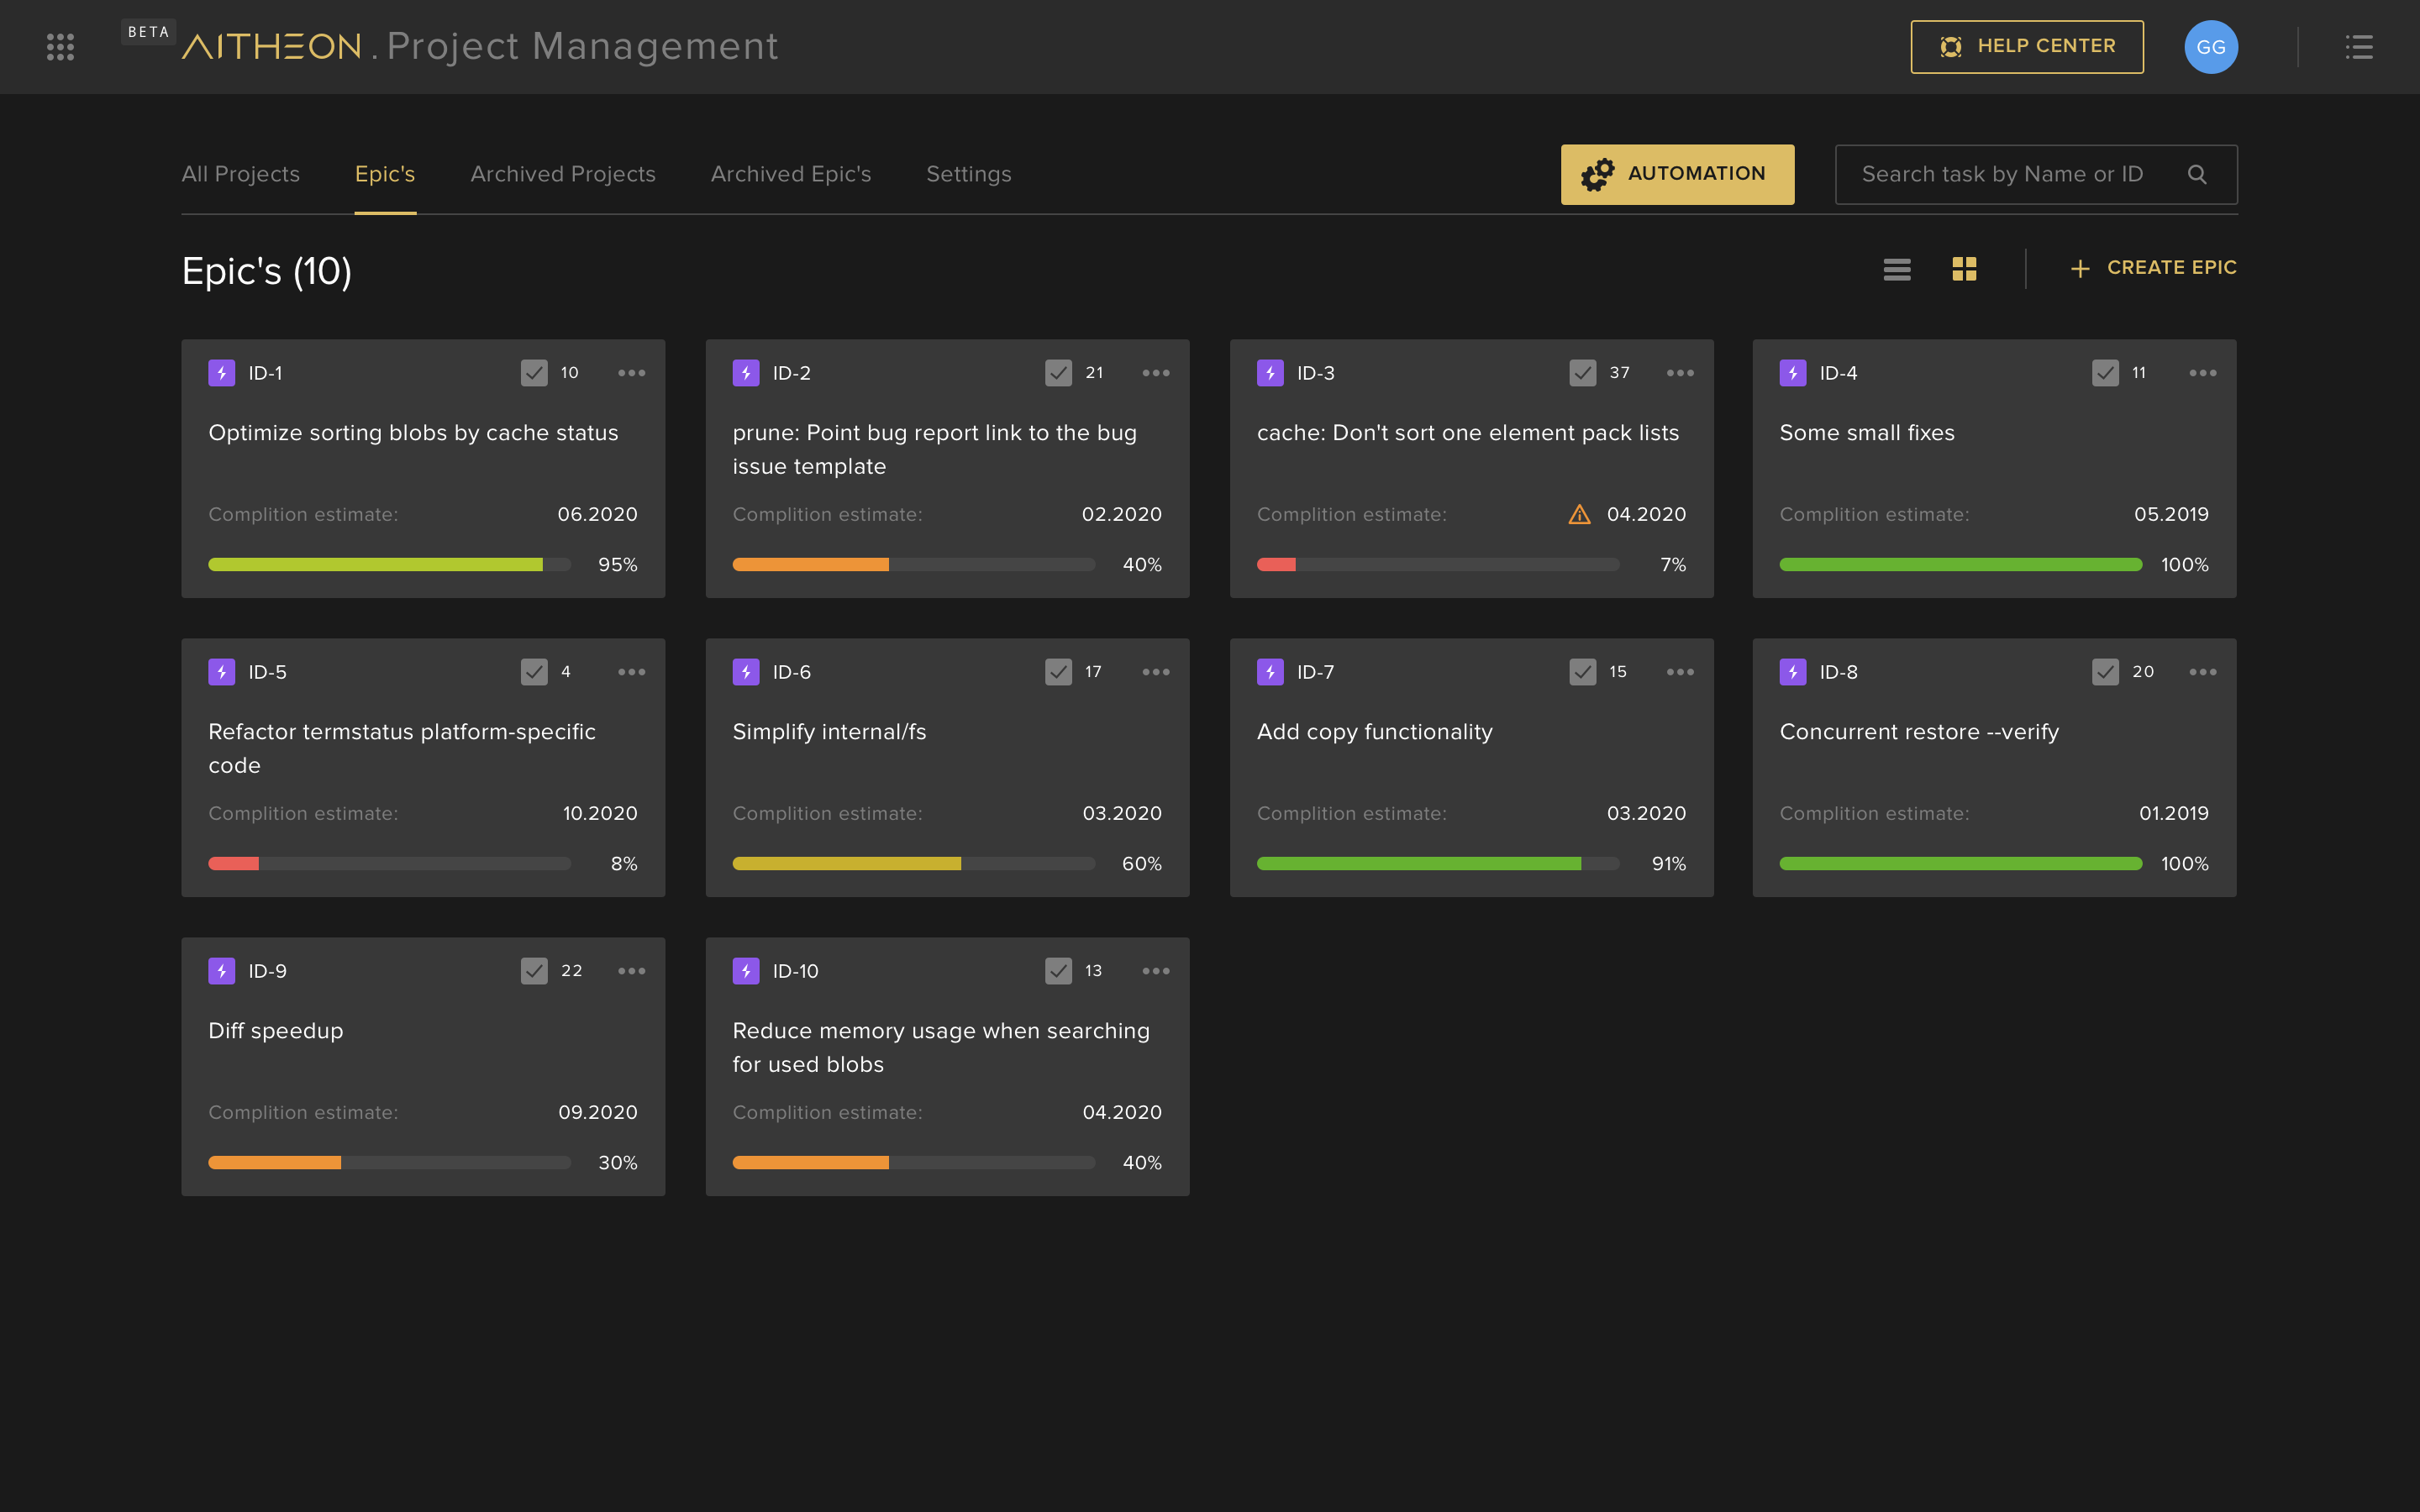 BETA
AITHEON . Project Management
HELP CENTER
GG
All Projects
Epic's
Archived Projects
Archived Epic's
Settings
AUTOMATION
Search task by Name or ID
Epic's (10)
CREATE EPIC
ID-1
10
Optimize sorting blobs by cache status
Complition estimate:
06.2020
95%
ID-2
21
prune: Point bug report link to the bug
issue template
Complition estimate:
02.2020
40%
ID-3
37
cache: Don't sort one element pack lists
Complition estimate:
04.2020
7%
ID-4
11
Some small fixes
Complition estimate:
05.2019
100%
ID-5
4
Refactor termstatus platform-specific
code
Complition estimate:
10.2020
8%
ID-6
17
Simplify internal/fs
Complition estimate:
03.2020
60%
ID-7
15
Add copy functionality
Complition estimate:
03.2020
91%
ID-8
20
Concurrent restore --verify
Complition estimate:
01.2019
100%
ID-9
22
Diff speedup
Complition estimate:
09.2020
30%
ID-10
13
Reduce memory usage when searching
for used blobs
Complition estimate:
04.2020
40%